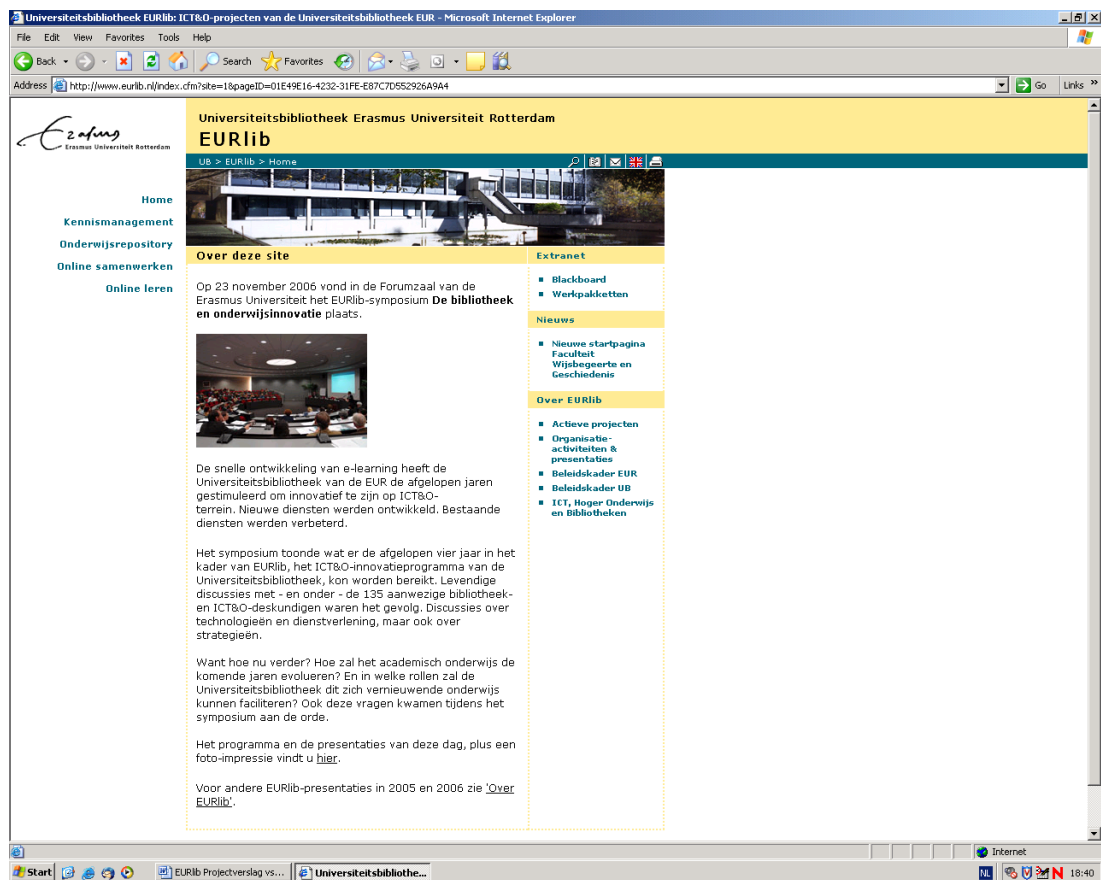 Universiteitsbibliotheek EURlib: ICT&O-projecten van de Universiteitsbibliotheek EUR - Microsoft Internet Explorer
File Edit View Favorites Tools Help
Back Search Favorites
Address http://www.eurlib.nl/index.cfm?site=1&pageID=01E49E16-4232-31FE-E87C7D552926A9A4 Go Links »
Erasmus Universiteit Rotterdam
Universiteitsbibliotheek Erasmus Universiteit Rotterdam
EURlib
UB > EURlib > Home
Home
Kennismanagement
Onderwijsrepository
Online samenwerken
Online leren
Over deze site
Op 23 november 2006 vond in de Forumzaal van de
Erasmus Universiteit het EURlib-symposium De bibliotheek
en onderwijsinnovatie plaats.
De snelle ontwikkeling van e-learning heeft de
Universiteitsbibliotheek van de EUR de afgelopen jaren
gestimuleerd om innovatief te zijn op ICT&O-
terrein. Nieuwe diensten werden ontwikkeld. Bestaande
diensten werden verbeterd.
Het symposium toonde wat er de afgelopen vier jaar in het
kader van EURlib, het ICT&O-innovatieprogramma van de
Universiteitsbibliotheek, kon worden bereikt. Levendige
discussies met - en onder - de 135 aanwezige bibliotheek-
en ICT&O-deskundigen waren het gevolg. Discussies over
technologieën en dienstverlening, maar ook over
strategieën.
Want hoe nu verder? Hoe zal het academisch onderwijs de
komende jaren evolueren? En in welke rollen zal de
Universiteitsbibliotheek dit zich vernieuwende onderwijs
kunnen faciliteren? Ook deze vragen kwamen tijdens het
symposium aan de orde.
Het programma en de presentaties van deze dag, plus een
foto-impressie vindt u hier.
Voor andere EURlib-presentaties in 2005 en 2006 zie 'Over
EURlib'.
Extranet
Blackboard
Werkpakketten
Nieuws
Nieuwe startpagina
Faculteit
Wijsbegeerte en
Geschiedenis
Over EURlib
Actieve projecten
Organisatie-
activiteiten &
presentaties
Beleidskader EUR
Beleidskader UB
ICT, Hoger Onderwijs
en Bibliotheken
Internet
Start EURlib Projectverslag vs... Universiteitsbibliothe... NL 18:40